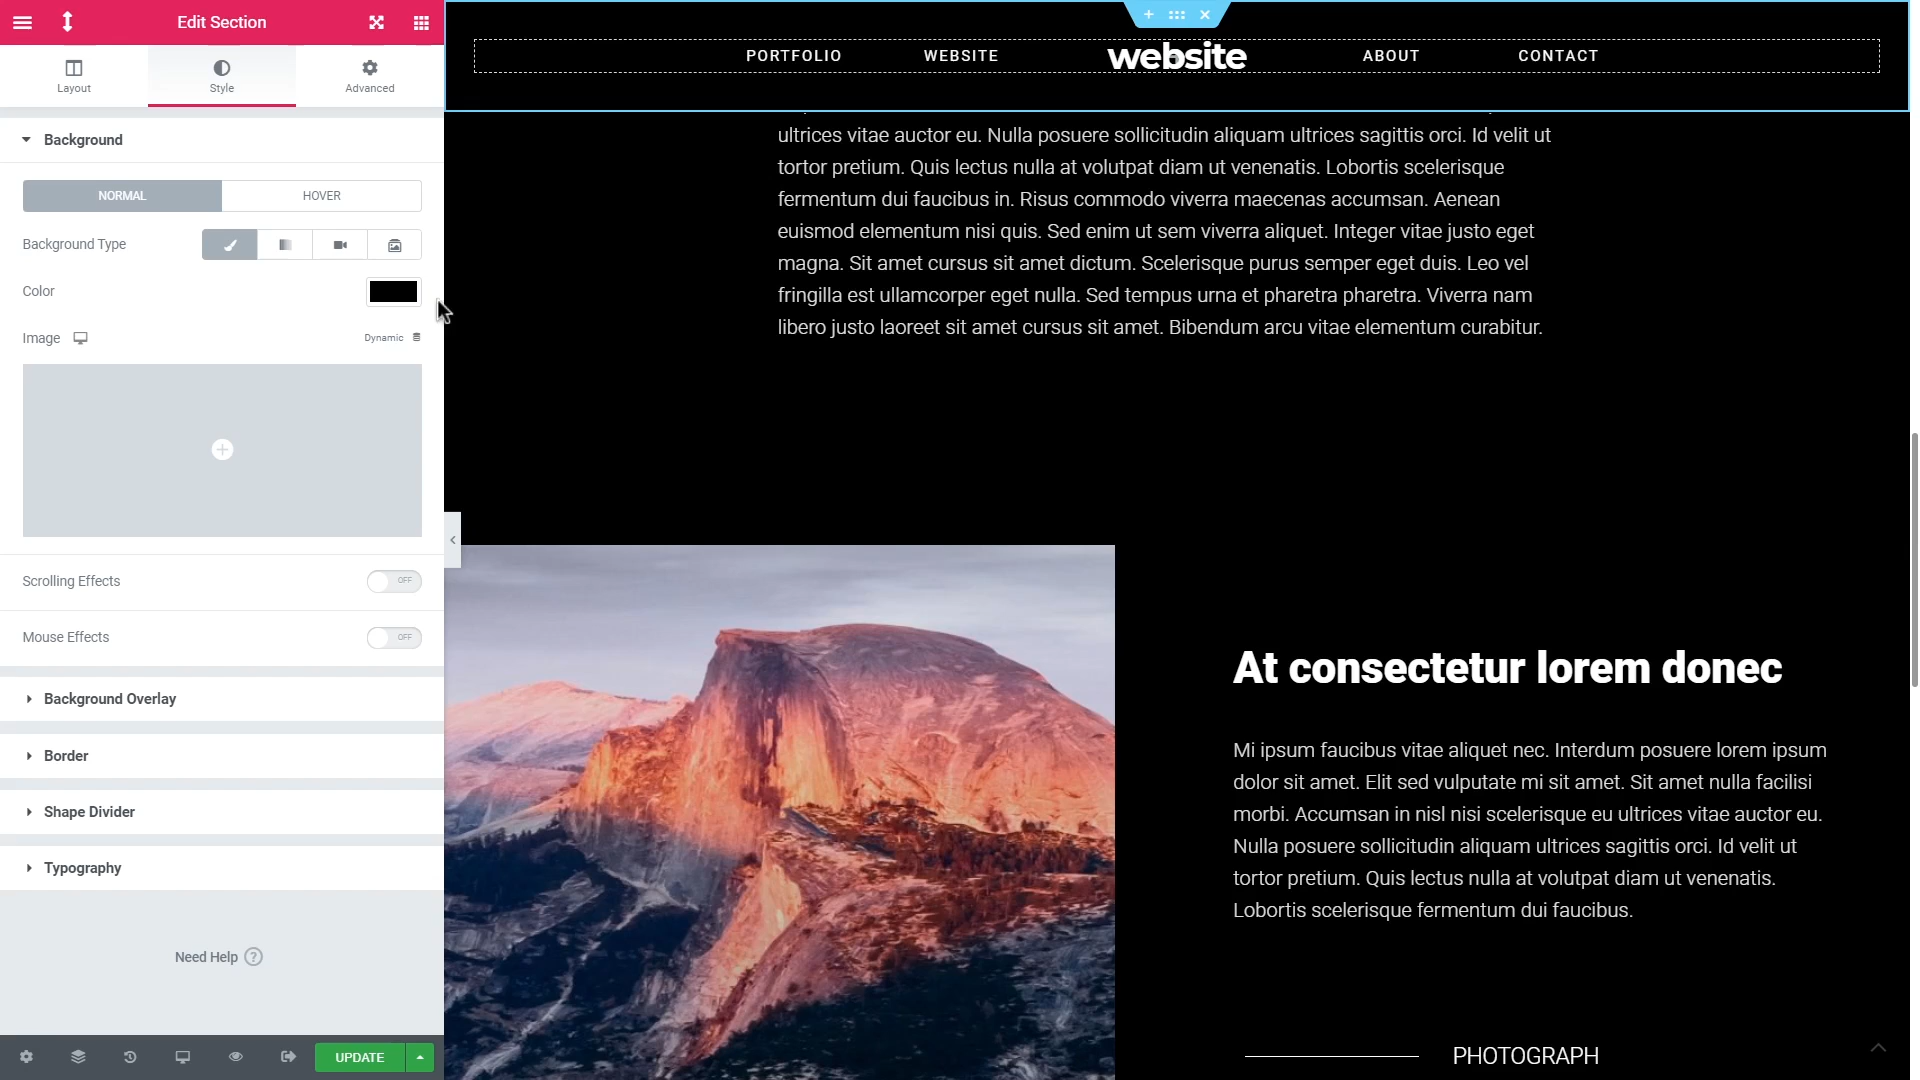 Edit Section
Layout
Style
Advanced
Background
NORMAL
HOVER
Background Type
Color
Image
Dynamic
Scrolling Effects
OFF
Mouse Effects
OFF
Background Overlay
Border
Shape Divider
Typography
Need Help ?
UPDATE
PORTFOLIO
WEBSITE
website
ABOUT
CONTACT
ultrices vitae auctor eu. Nulla posuere sollicitudin aliquam ultrices sagittis orci. Id velit ut
tortor pretium. Quis lectus nulla at volutpat diam ut venenatis. Lobortis scelerisque
fermentum dui faucibus in. Risus commodo viverra maecenas accumsan. Aenean
euismod elementum nisi quis. Sed enim ut sem viverra aliquet. Integer vitae justo eget
magna. Sit amet cursus sit amet dictum. Scelerisque purus semper eget duis. Leo vel
fringilla est ullamcorper eget nulla. Sed tempus urna et pharetra pharetra. Viverra nam
libero justo laoreet sit amet cursus sit amet. Bibendum arcu vitae elementum curabitur.
At consectetur lorem donec
Mi ipsum faucibus vitae aliquet nec. Interdum posuere lorem ipsum
dolor sit amet. Elit sed vulputate mi sit amet. Sit amet nulla facilisi
morbi. Accumsan in nisl nisi scelerisque eu ultrices vitae auctor eu.
Nulla posuere sollicitudin aliquam ultrices sagittis orci. Id velit ut
tortor pretium. Quis lectus nulla at volutpat diam ut venenatis.
Lobortis scelerisque fermentum dui faucibus.
PHOTOGRAPH